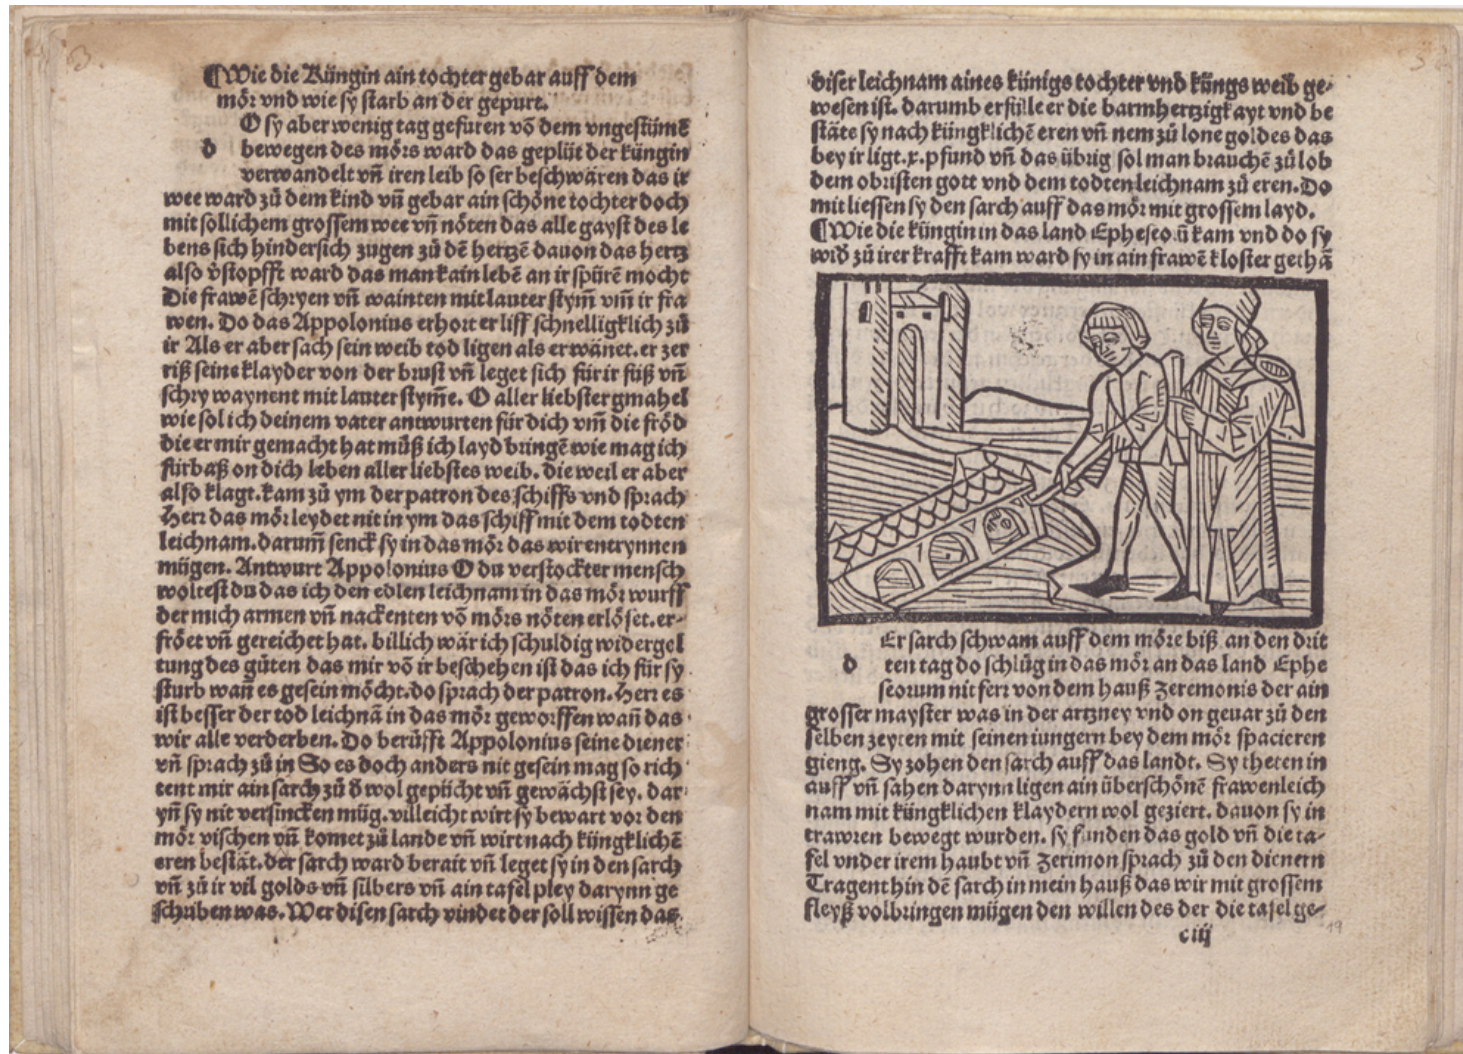 ¶Wie die Küngin ain tochter gebar auff dem
mör vnd wie sy starb an der gepurt.
O sy aber wenig tag gefuren võ dem vngestümẽ
d bewegen des mörs ward das geplüt der küngin
verwandelt vñ iren leib so ser beschwären das ir
wee ward zů dem kind vñ gebar ain schöne tochter doch
mit sollichem grossem wee vñ nöten das alle gayst des le
bens sich hindersich zugen zů dẽ hertzẽ dauon das hertz
also v̉stopfft ward das man kain lebẽ an ir spürẽ mocht
Die frawẽ schryen vñ wainten mit lauter stym̃ vm̃ ir fra
wen. Do das Appolonius erhort er liff schnelligklich zů
ir Als er aber sach sein weib tod ligen als er wänet. er zer
riß seine klayder von der brust vñ leget sich für ir füß vñ
schry waynent mit lauter stym̃e. O aller liebster gmahel
wie sol ich deinem vater antwurten für dich vm̃ die fröd
die er mir gemacht hat můß ich layd bringẽ wie mag ich
fürbaß on dich leben aller liebstes weib. die weil er aber
also klagt. kam zů ym der patron des schiffs vnd sprach
Herr das mör leydet nit in ym das schiff mit dem todten
leichnam. darum̃ senck sy in das mör das wir entrynnen
mügen. Antwurt Appolonius O du verstockter mensch
woltest du das ich den edlen leichnam in das mör wurff
der mich armen vñ nackenten võ mörs nöten erlöset. er-
fröet vñ gereichet hat. billich wär ich schuldig widergel
tung des gůten das mir võ ir beschehen ist das ich für sy
sturb wañ es gesein möcht. do sprach der patron. Herr es
ist besser der tod leichnã in das mör geworffen wañ das
wir alle verderben. Do berůfft Appolonius seine diener
vñ sprach zů in So es doch anders nit gesein mag so rich
tent mir ain sarch zů d̕ wol gepicht vñ gewächst sey. dar
yñ sy nit versincken müg. villeicht wirt sy bewart vor den
mör vischen vñ komet zů lande vñ wirt nach küngklichẽ
eren bestät. der sarch ward berait vñ leget sy in den sarch
vñ zů ir vil golds vñ silbers vñ ain tafel pley darynn ge
schriben was. Wer disen sarch vindet der soll wissen das
diser leichnam aines künigs tochter vnd küngs weib ge-
wesen ist. darumb erfülle er die barmhertzigkayt vnd be
stäte sy nach küngklichẽ eren vñ nem zů lone goldes das
bey ir ligt. x. pfund vñ das übrig sol man brauchẽ zů lob
dem obristen gott vnd dem todten leichnam zů eren. Do
mit liessen sy den sarch auff das mör mit grossem layd.
¶Wie die küngin in das land Epheseoꝝ kam vnd do sy
wid̕ zů irer krafft kam ward sy in ain frawẽ kloster gethã
Er sarch schwam auff dem möre biß an den drit
d ten tag do schlůg in das mör an das land Ephe
seorum nit ferr von dem hauß Zeremonis der ain
grosser mayster was in der artzney vnd on geuar zů den
selben zeyten mit seinen iungern bey dem mör spacieren
gieng. Sy zohen den sarch auff das landt. Sy theten in
auff vñ sahen darynn ligen ain überschönẽ frawen leich
nam mit küngklichen klaydern wol geziert. dauon sy in
trawren bewegt wurden. sy funden das gold vñ die ta-
fel vnder irem haubt vñ Zerimon sprach zů den dienern
Tragent hin dẽ sarch in mein hauß das wir mit grossem
fleyß volbringen mügen den willen des der die tafel ge-
ciij
19